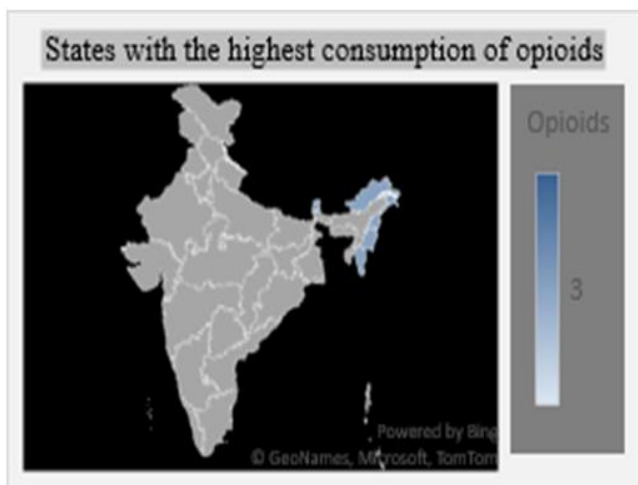 States with the highest consumption of opioids
Opioids
3
Powered by Bing
© GeoNames, Microsoft, TomTom